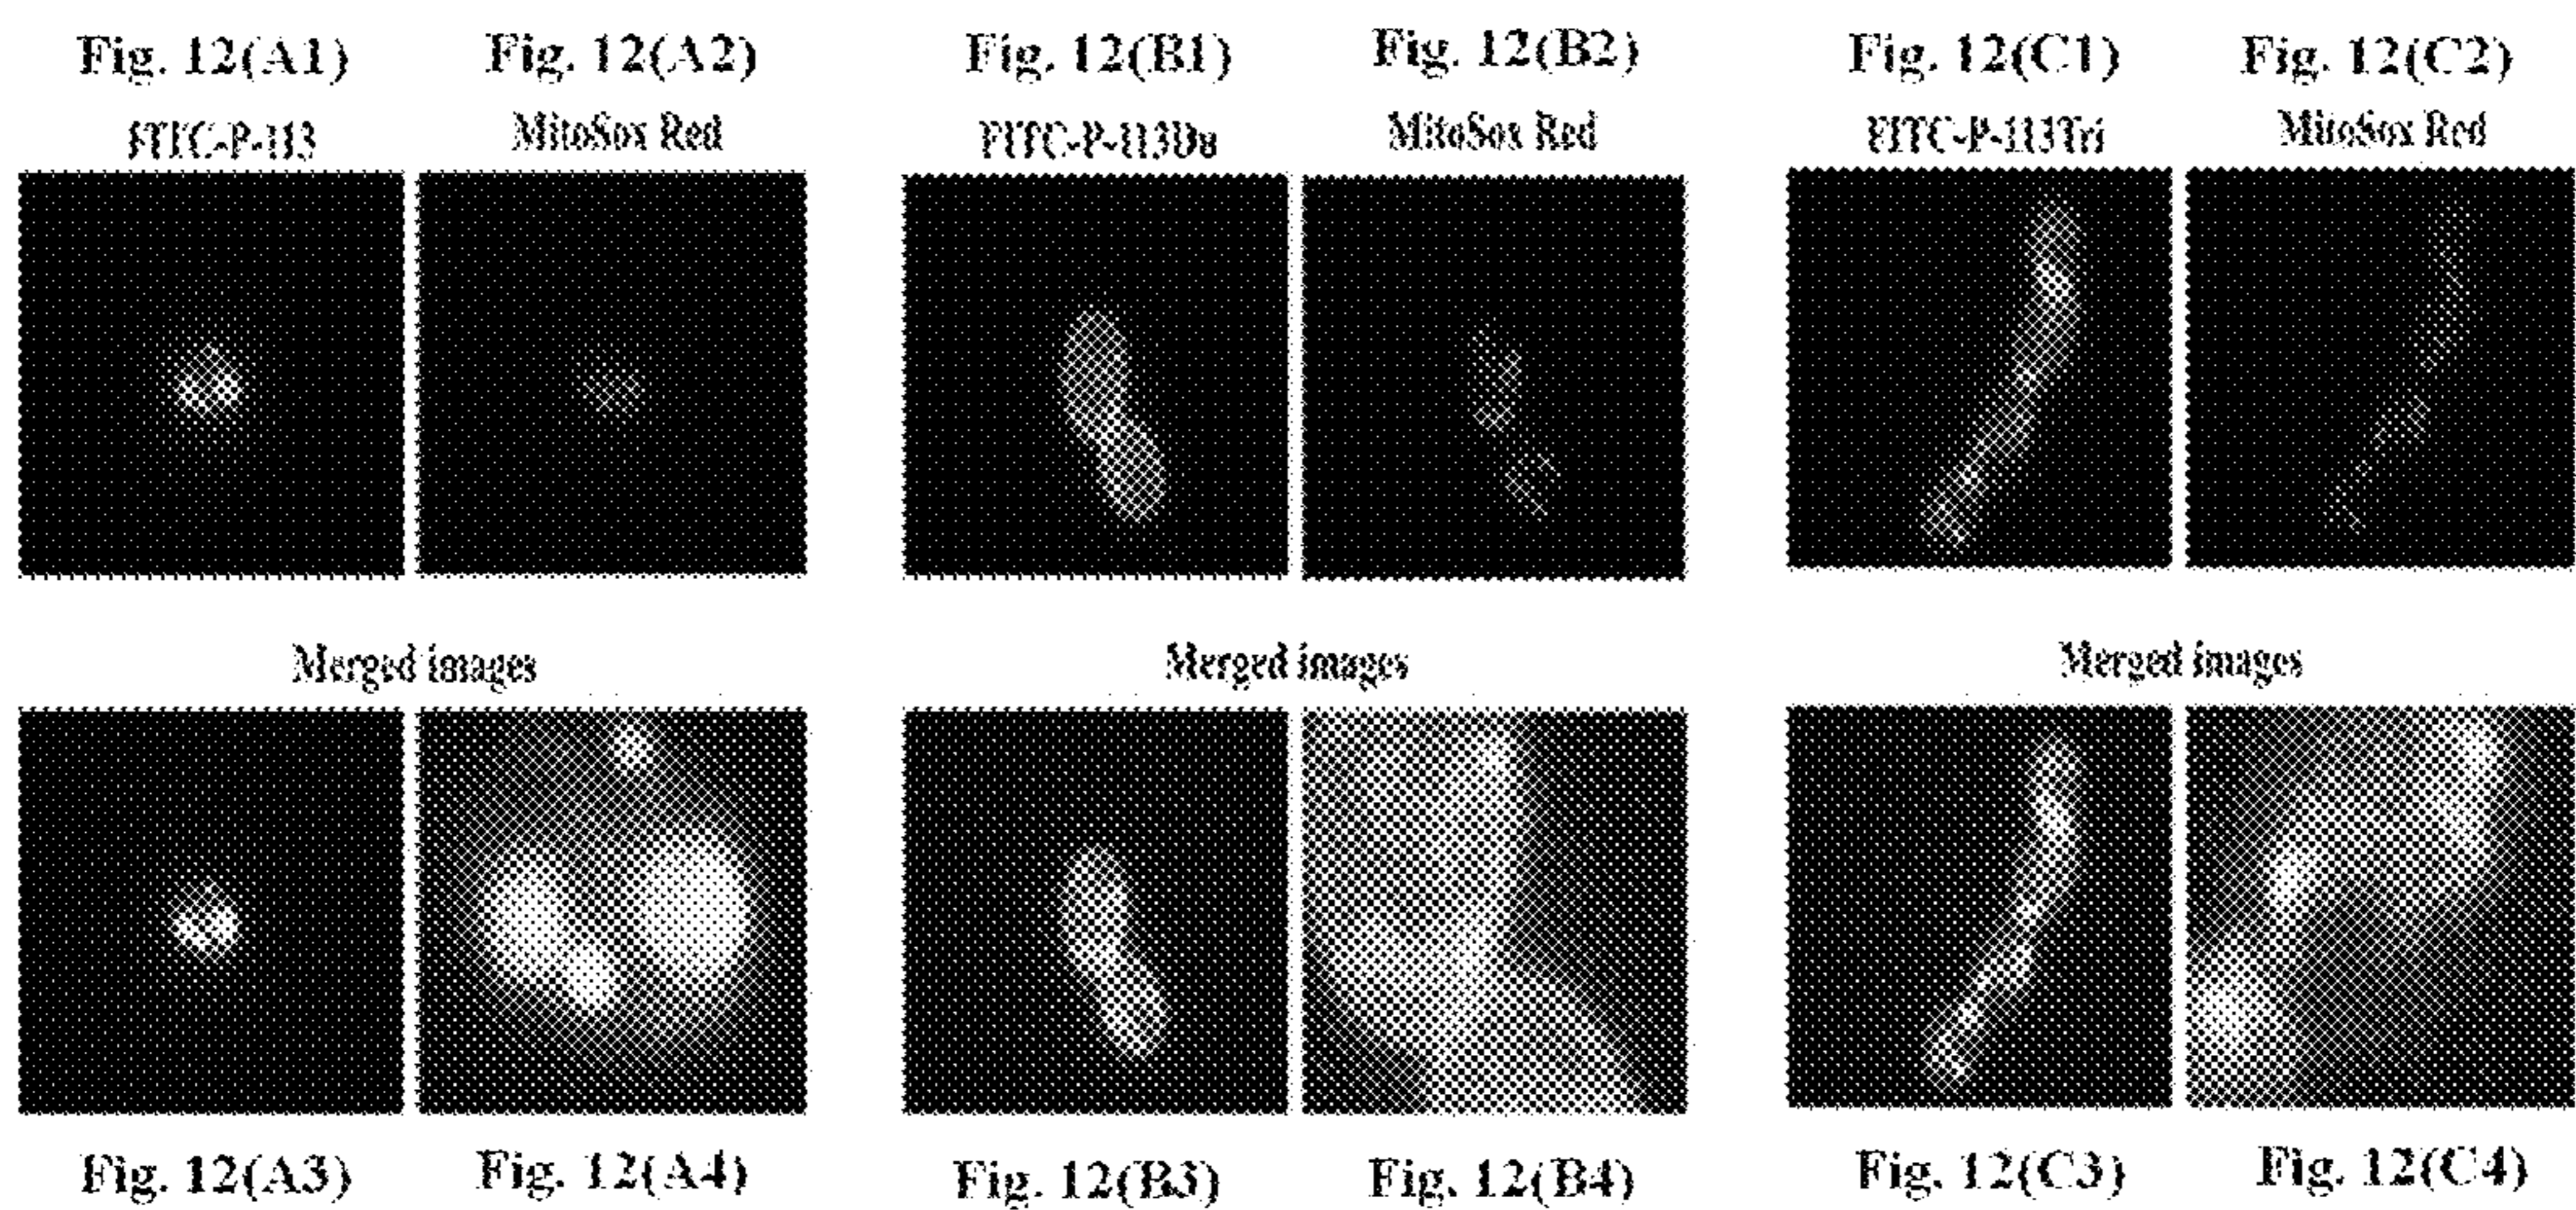 Fig. 12(A1) Fig. 12(A2) Fig. 12(B1) Fig. 12(B2) Fig. 12(C1) Fig. 12(C2)
FITC-P-113 MitoSox Red FITC-P-113Du MitoSox Red FITC-P-113Tri MitoSox Red
Merged images Merged images Merged images
Fig. 12(A3) Fig. 12(A4) Fig. 12(B3) Fig. 12(B4) Fig. 12(C3) Fig. 12(C4)